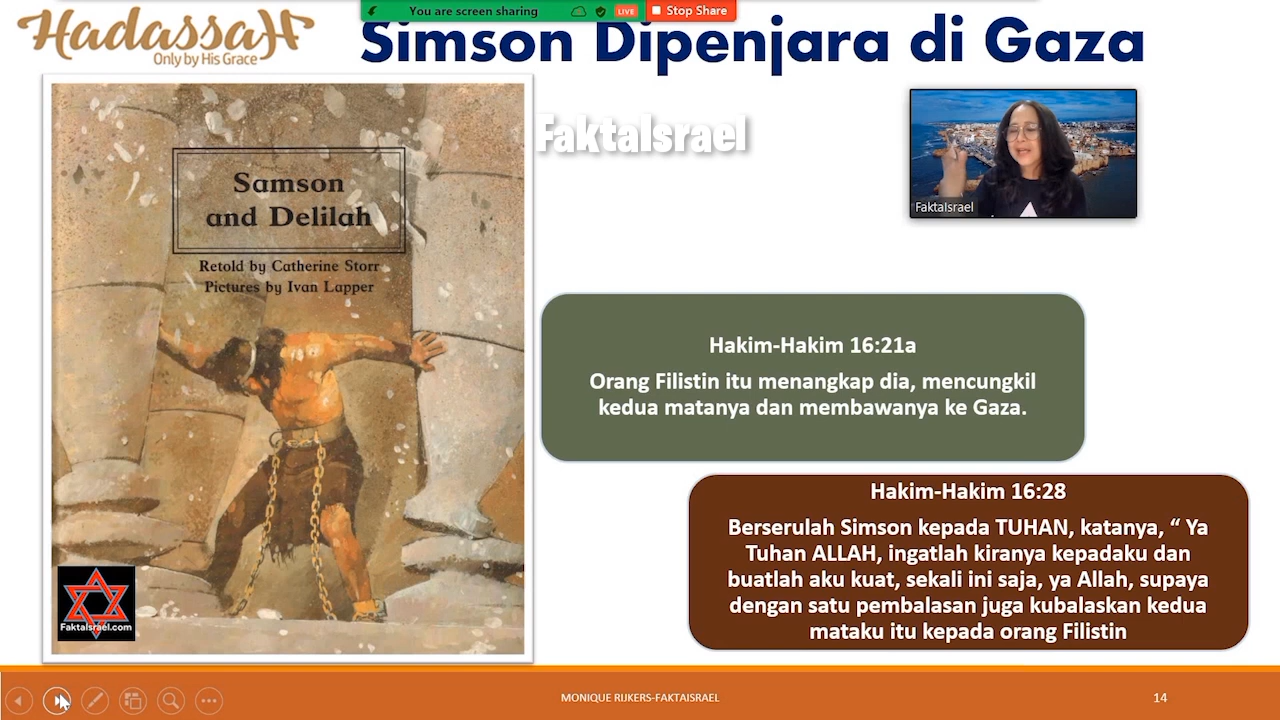 You are screen sharing
LIVE
Stop Share
HadassaH
Only by His Grace
Simson Dipenjara di Gaza
FaktaIsrael
FaktaIsrael
Samson
and Delilah
Retold by Catherine Storr
Pictures by Ivan Lapper
Hakim-Hakim 16:21a
Orang Filistin itu menangkap dia, mencungkil
kedua matanya dan membawanya ke Gaza.
Hakim-Hakim 16:28
Berserulah Simson kepada TUHAN, katanya, “ Ya
Tuhan ALLAH, ingatlah kiranya kepadaku dan
buatlah aku kuat, sekali ini saja, ya Allah, supaya
dengan satu pembalasan juga kubalaskan kedua
mataku itu kepada orang Filistin
FaktaIsrael.com
MONIQUE RIJKERS-FAKTAISRAEL
14